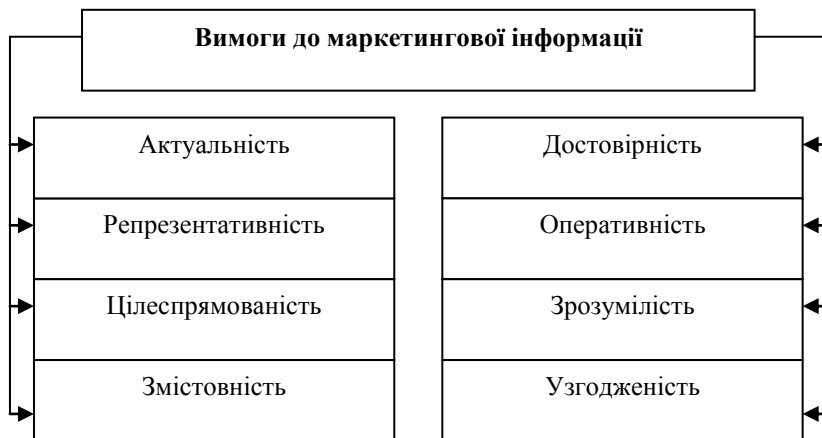 Вимоги до маркетингової інформації
Актуальність
Достовірність
Репрезентативність
Оперативність
Цілеспрямованість
Зрозумілість
Змістовність
Узгодженість